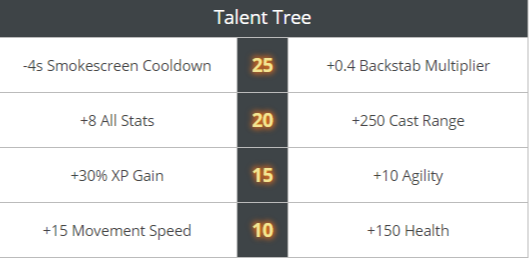 Talent Tree
-4s Smokescreen Cooldown 25 +0.4 Backstab Multiplier
+8 All Stats 20 +250 Cast Range
+30% XP Gain 15 +10 Agility
+15 Movement Speed 10 +150 Health